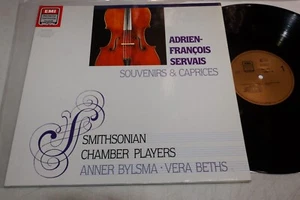 EMI
ADRIEN-
FRANÇOIS
SERVAIS
SOUVENIRS & CAPRICES
SMITHSONIAN
CHAMBER PLAYERS
ANNER BYLSMA · VERA BETHS